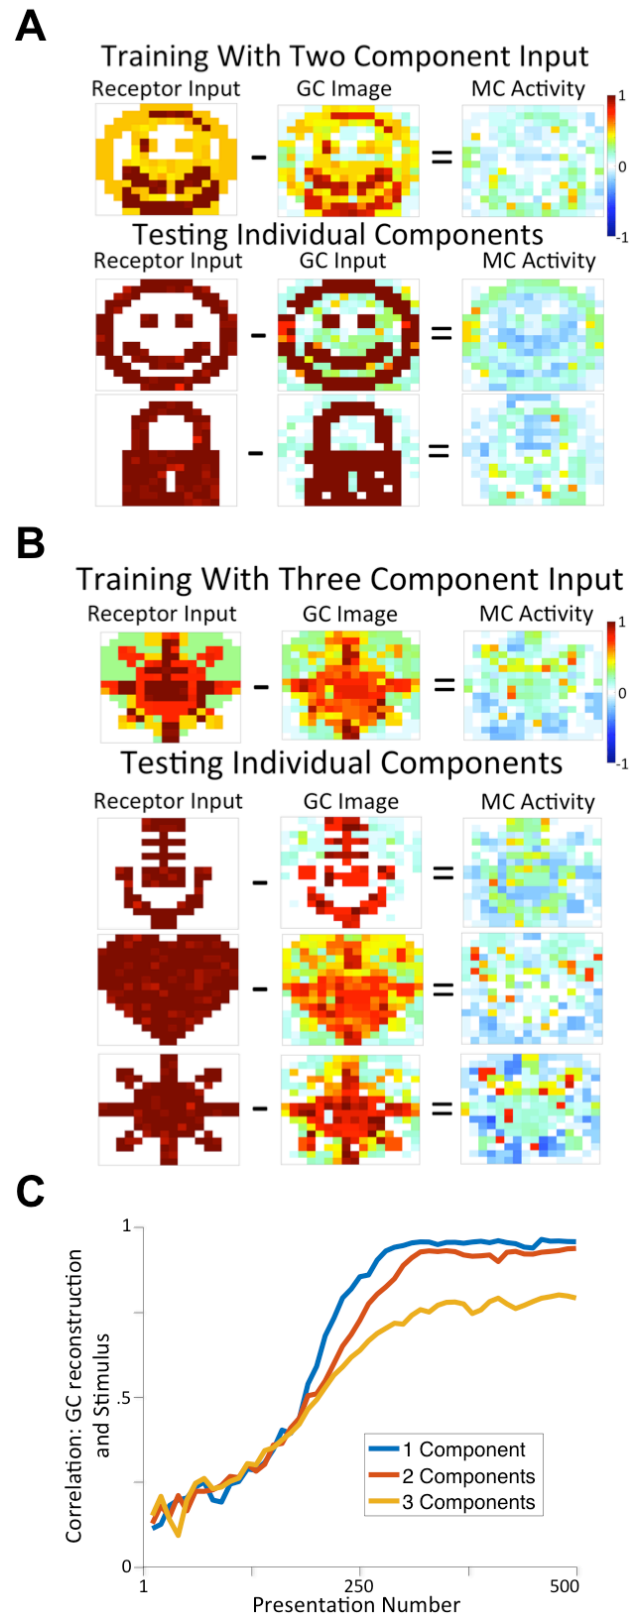 A
Training With Two Component Input
Receptor Input GC Image MC Activity
1
-
=
0
-1
Testing Individual Components
Receptor Input GC Input MC Activity
- =
- =
B
Training With Three Component Input
Receptor Input GC Image MC Activity
1
- =
0
-1
Testing Individual Components
Receptor Input GC Image MC Activity
- =
- =
- =
C
1
.5
0
Correlation: GC reconstruction
and Stimulus
1 Component
2 Components
3 Components
1 250 500
Presentation Number